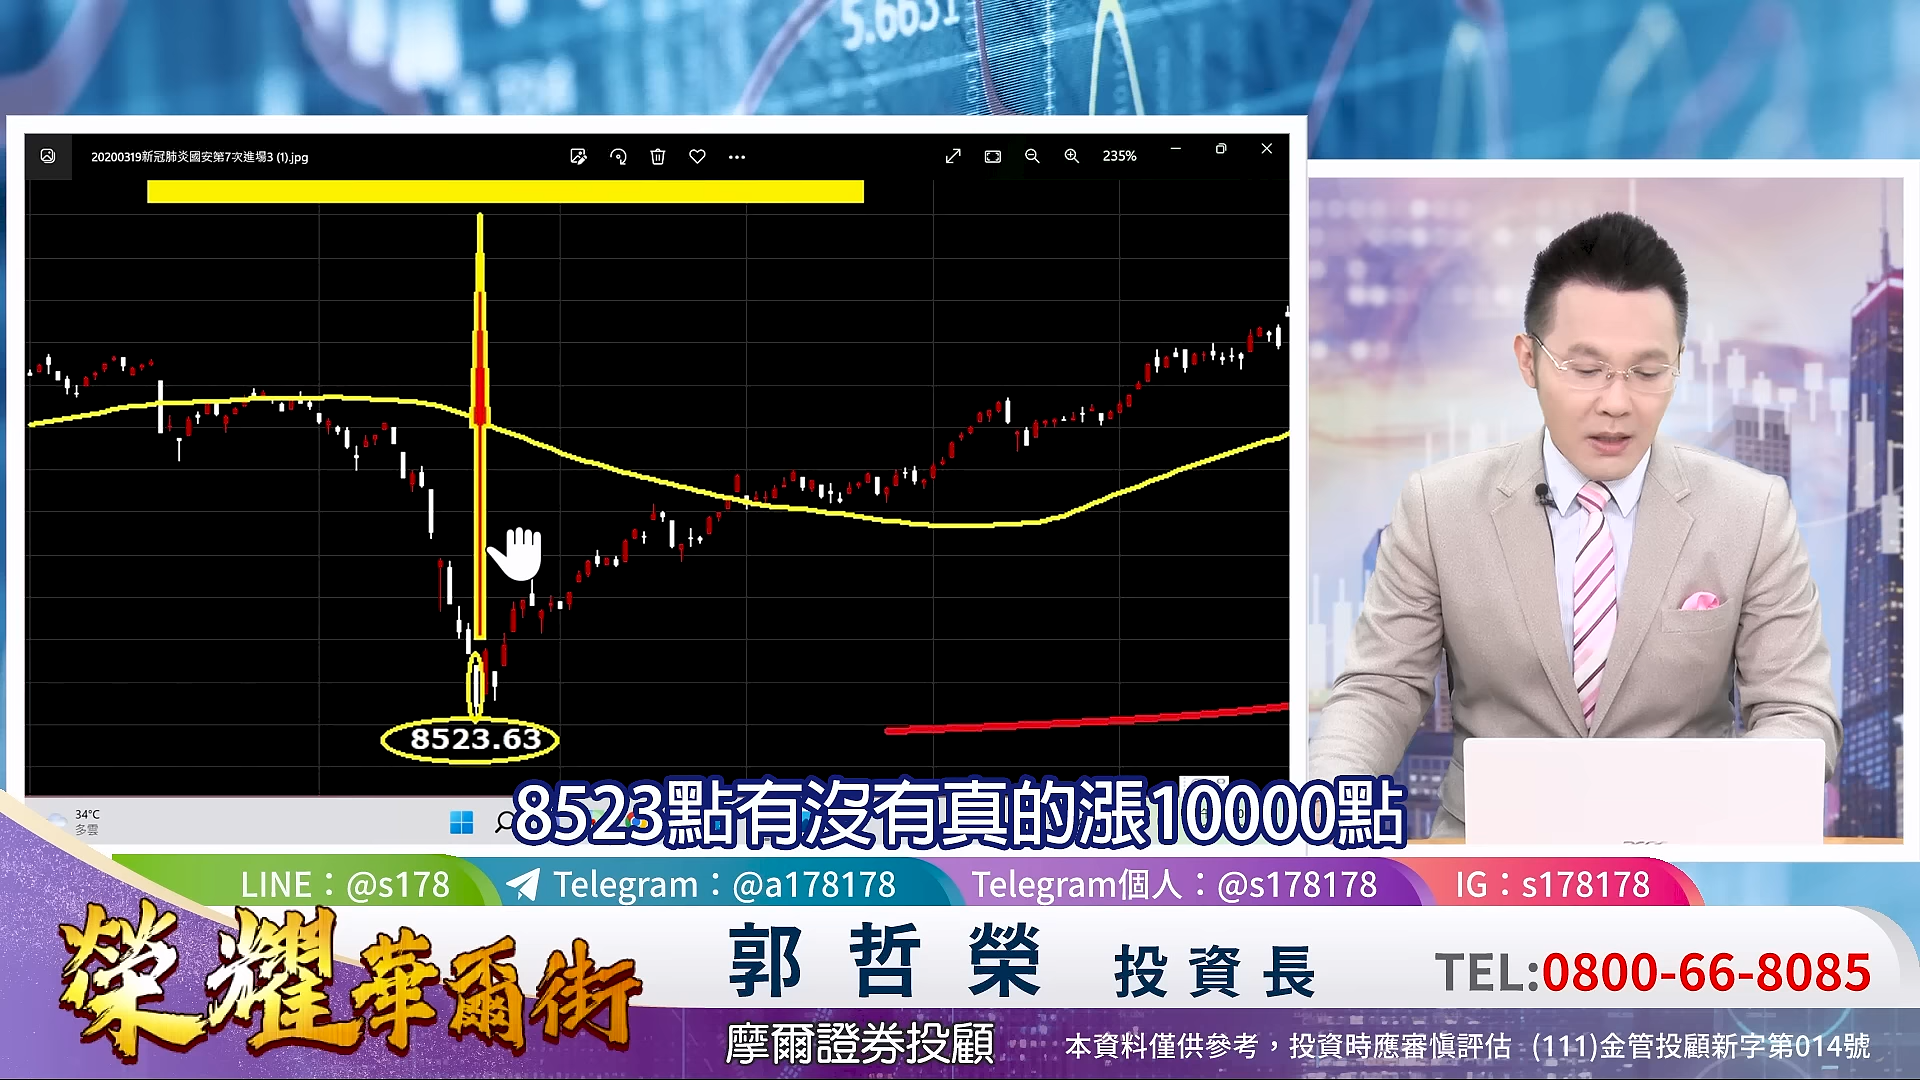 5.6631
20200319新冠肺炎國安第7次進場3 (1).jpg
235%
8523.63
34°C
多雲
8523點有沒有真的漲10000點
LINE：@s178
Telegram：@a178178
Telegram個人：@s178178
IG：s178178
榮耀華爾街
郭哲榮 投資長
TEL:0800-66-8085
摩爾證券投顧
本資料僅供參考，投資時應審慎評估 (111)金管投顧新字第014號